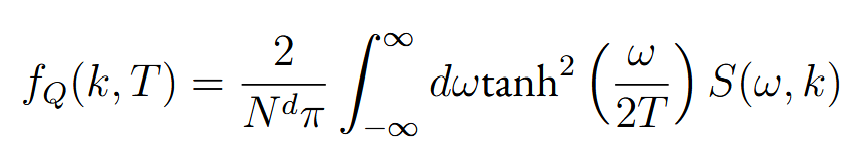 f_Q(k, T) = \frac{2}{N^d \pi} \int_{-\infty}^{\infty} d\omega \tanh^2 \left( \frac{\omega}{2T} \right) S(\omega, k)